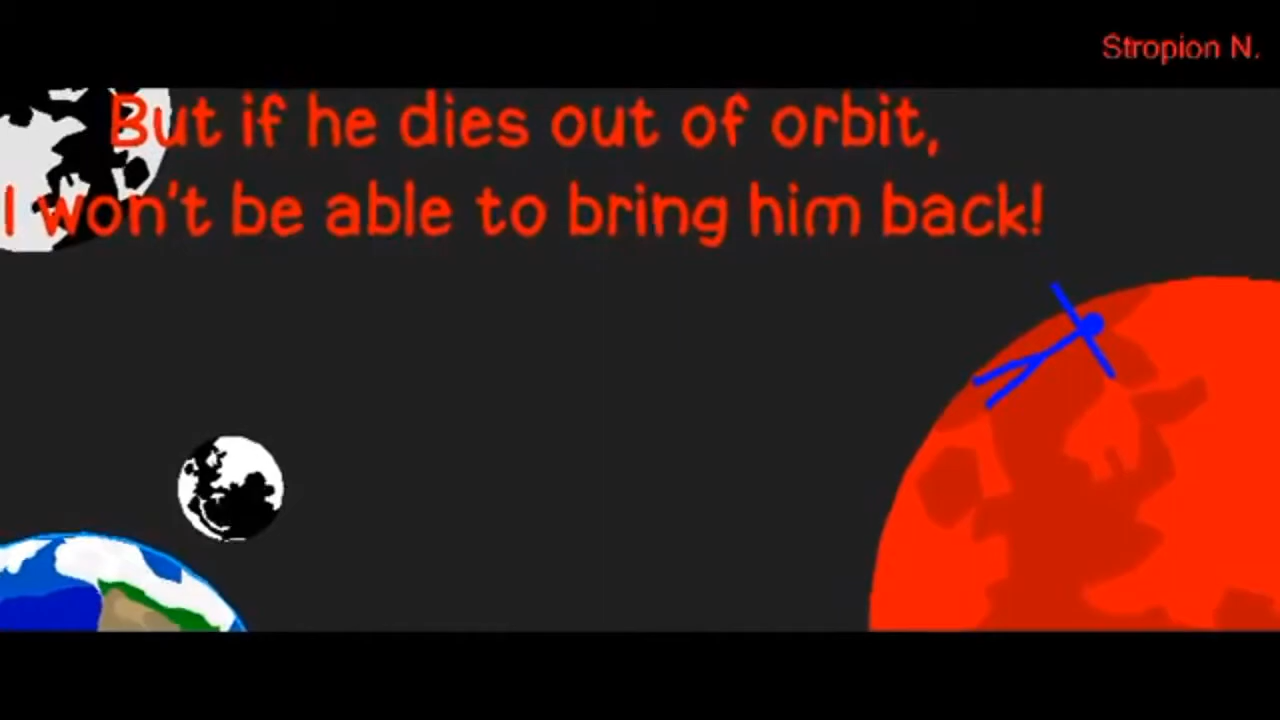 Stropion N.
But if he dies out of orbit,
I won't be able to bring him back!